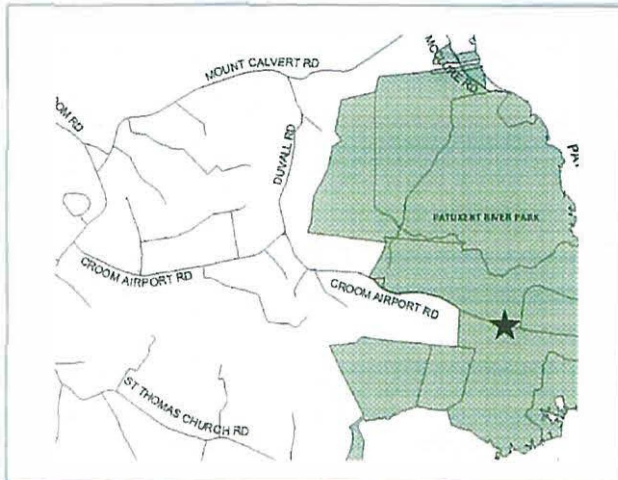 MOUNT CALVERT RD
DUVALL RD
CROOM AIRPORT RD
PATUXENT RIVER PARK
CROOM AIRPORT RD
ST THOMAS CHURCH RD